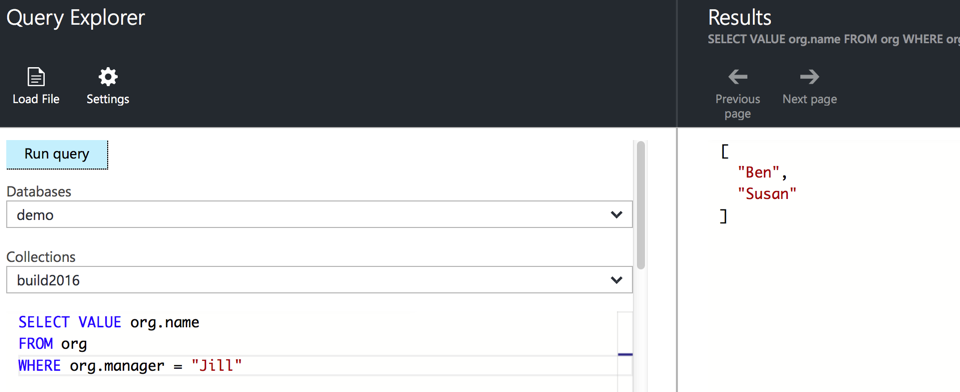 Query Explorer
Load File
Settings
Run query
Databases
demo
Collections
build2016
SELECT VALUE org.name
FROM org
WHERE org.manager = "Jill"
Results
SELECT VALUE org.name FROM org WHERE org
Previous
page
Next page
[
"Ben",
"Susan"
]